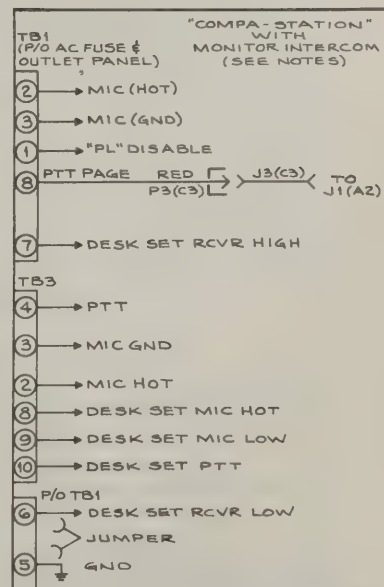 "COMPA-STATION"
WITH
MONITOR INTERCOM
(SEE NOTES)
TB1
(P/O AC FUSE &
OUTLET PANEL)
2 MIC (HOT)
3 MIC (GND)
1 "PL" DISABLE
8 PTT PAGE RED P3(C3) J3(C3) TO J1(A2)
7 DESK SET RCVR HIGH
TB3
4 PTT
3 MIC GND
2 MIC HOT
8 DESK SET MIC HOT
9 DESK SET MIC LOW
10 DESK SET PTT
P/O TB1
6 DESK SET RCVR LOW
JUMPER
5 GND